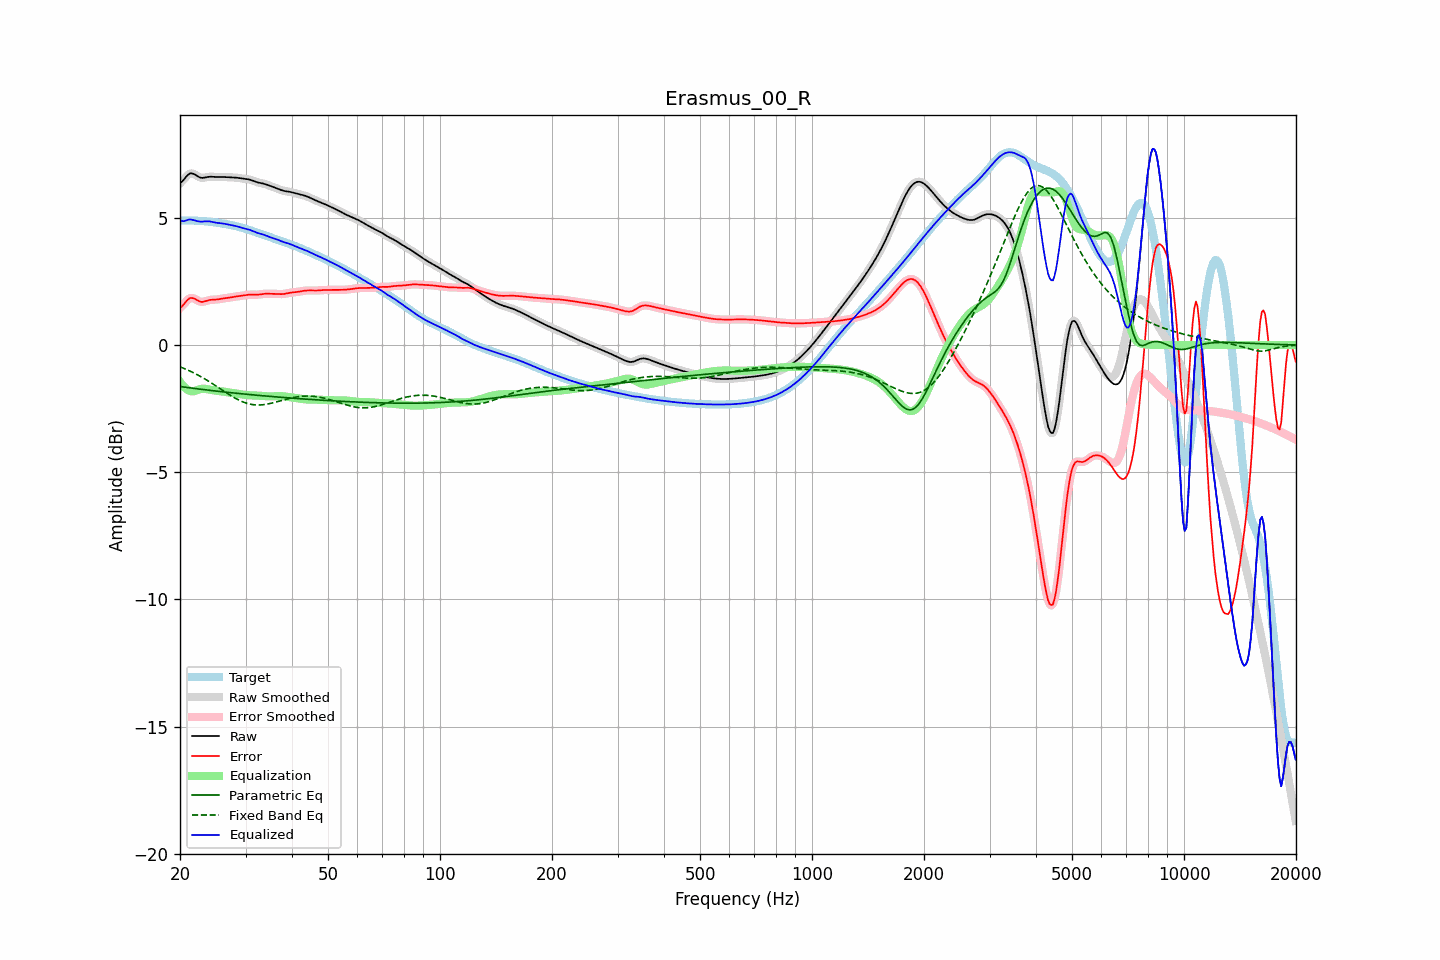 Erasmus_00_R
Amplitude (dBr)
5
0
−5
−10
−15
−20
Target
Raw Smoothed
Error Smoothed
Raw
Error
Equalization
Parametric Eq
Fixed Band Eq
Equalized
20 50 100 200 500 1000 2000 5000 10000 20000
Frequency (Hz)